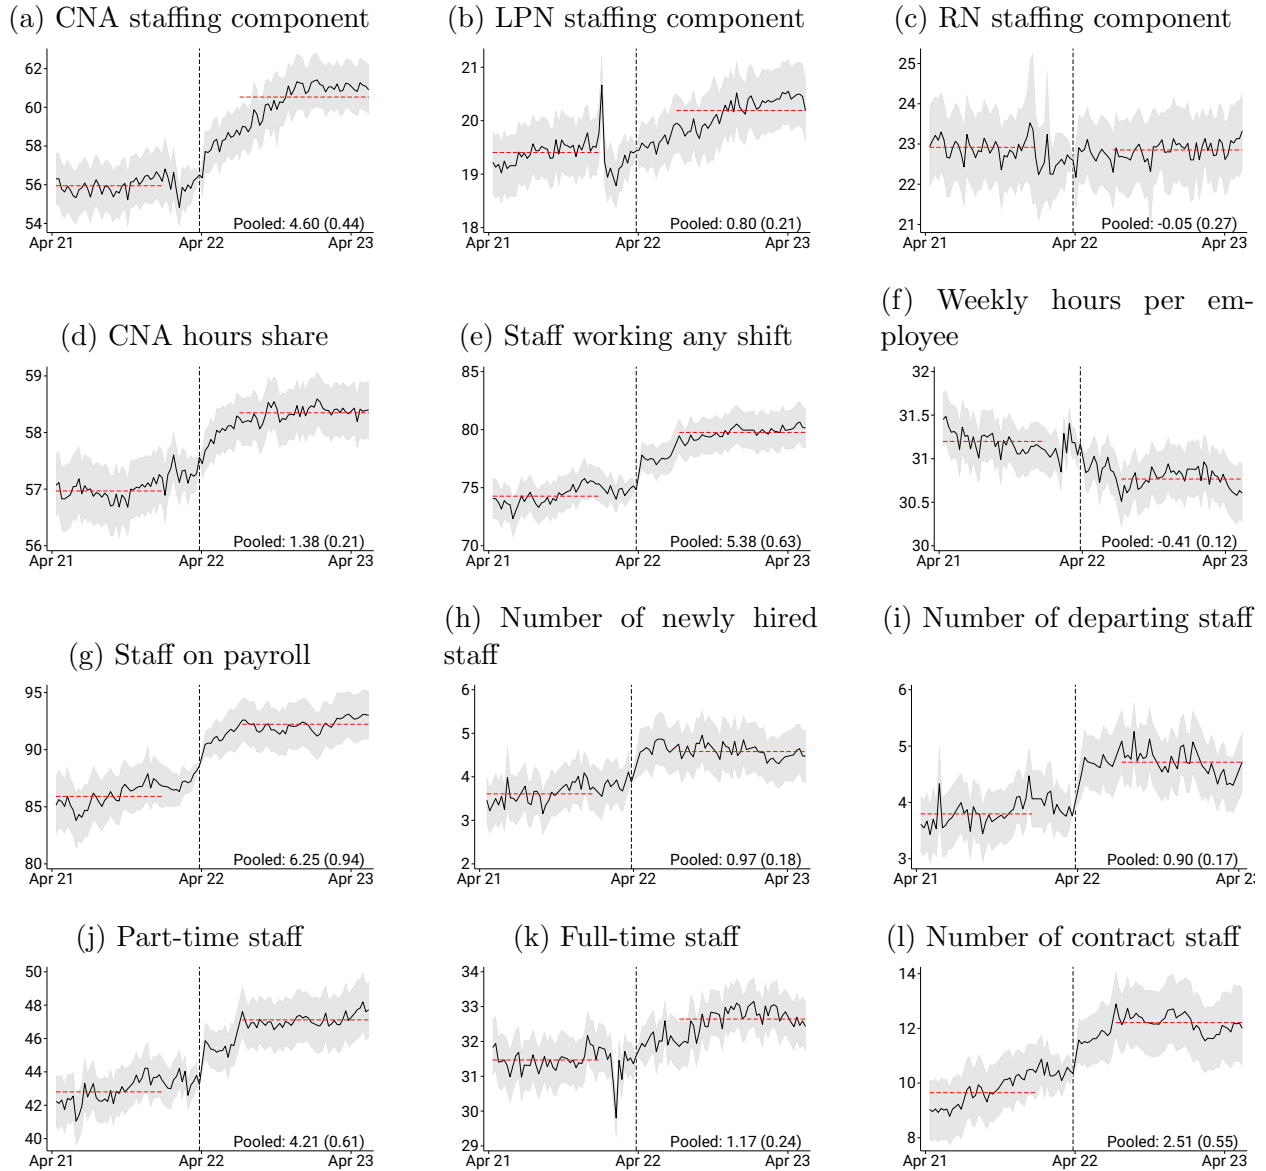 (a) CNA staffing component
62
60
58
56
54
Pooled: 4.60 (0.44)
Apr 21
Apr 22
Apr 23
(b) LPN staffing component
21
20
19
18
Pooled: 0.80 (0.21)
Apr 21
Apr 22
Apr 23
(c) RN staffing component
25
24
23
22
21
Pooled: -0.05 (0.27)
Apr 21
Apr 22
Apr 23
(d) CNA hours share
59
58
57
56
Pooled: 1.38 (0.21)
Apr 21
Apr 22
Apr 23
(e) Staff working any shift
85
80
75
70
Pooled: 5.38 (0.63)
Apr 21
Apr 22
Apr 23
(f) Weekly hours per em-
ployee
32
31.5
31
30.5
30
Pooled: -0.41 (0.12)
Apr 21
Apr 22
Apr 23
(g) Staff on payroll
95
90
85
80
Pooled: 6.25 (0.94)
Apr 21
Apr 22
Apr 23
(h) Number of newly hired
staff
6
5
4
3
2
Pooled: 0.97 (0.18)
Apr 21
Apr 22
Apr 23
(i) Number of departing staff
6
5
4
3
Pooled: 0.90 (0.17)
Apr 21
Apr 22
Apr 23
(j) Part-time staff
50
48
46
44
42
40
Pooled: 4.21 (0.61)
Apr 21
Apr 22
Apr 23
(k) Full-time staff
34
33
32
31
30
29
Pooled: 1.17 (0.24)
Apr 21
Apr 22
Apr 23
(l) Number of contract staff
14
12
10
8
Pooled: 2.51 (0.55)
Apr 21
Apr 22
Apr 23